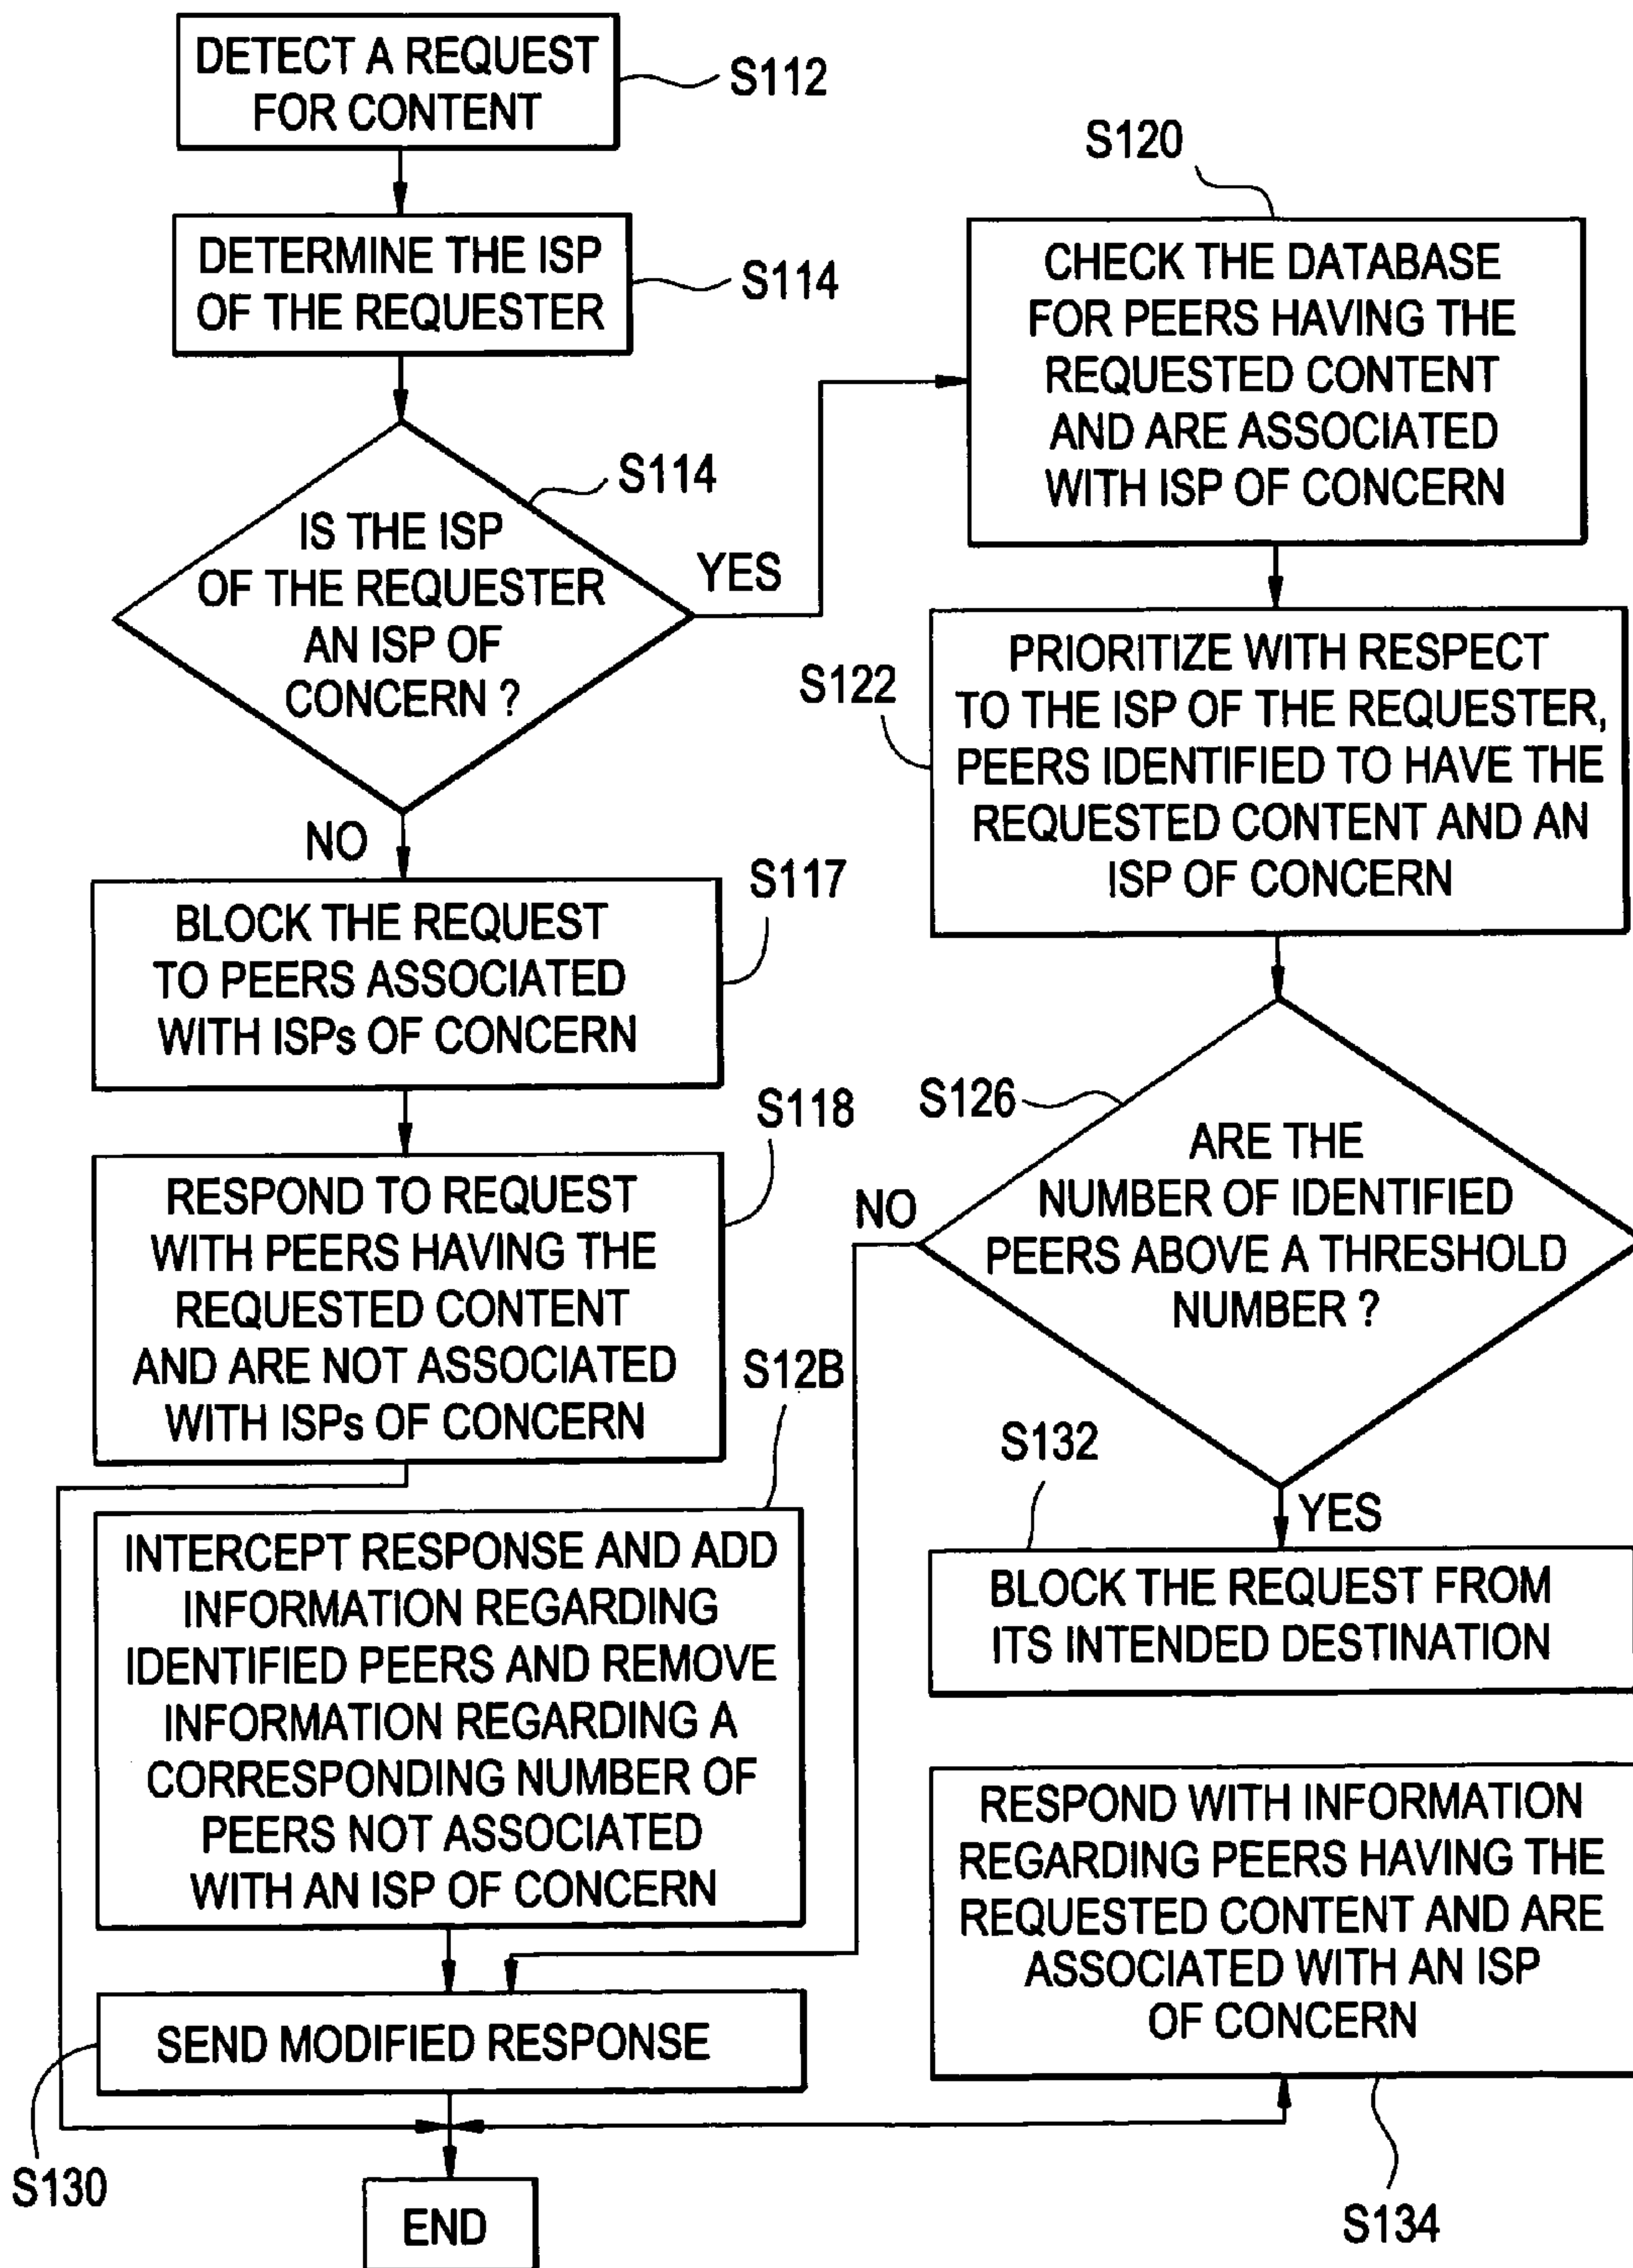 DETECT A REQUEST
FOR CONTENT
S112
DETERMINE THE ISP
OF THE REQUESTER
S114
IS THE ISP
OF THE REQUESTER
AN ISP OF
CONCERN ?
S114
YES
NO
BLOCK THE REQUEST
TO PEERS ASSOCIATED
WITH ISPs OF CONCERN
S117
RESPOND TO REQUEST
WITH PEERS HAVING THE
REQUESTED CONTENT
AND ARE NOT ASSOCIATED
WITH ISPs OF CONCERN
S118
S120
CHECK THE DATABASE
FOR PEERS HAVING THE
REQUESTED CONTENT
AND ARE ASSOCIATED
WITH ISP OF CONCERN
S122
PRIORITIZE WITH RESPECT
TO THE ISP OF THE REQUESTER,
PEERS IDENTIFIED TO HAVE THE
REQUESTED CONTENT AND AN
ISP OF CONCERN
S126
ARE THE
NUMBER OF IDENTIFIED
PEERS ABOVE A THRESHOLD
NUMBER ?
NO
YES
S12B
INTERCEPT RESPONSE AND ADD
INFORMATION REGARDING
IDENTIFIED PEERS AND REMOVE
INFORMATION REGARDING A
CORRESPONDING NUMBER OF
PEERS NOT ASSOCIATED
WITH AN ISP OF CONCERN
SEND MODIFIED RESPONSE
S130
S132
BLOCK THE REQUEST FROM
ITS INTENDED DESTINATION
RESPOND WITH INFORMATION
REGARDING PEERS HAVING THE
REQUESTED CONTENT AND ARE
ASSOCIATED WITH AN ISP
OF CONCERN
S134
END